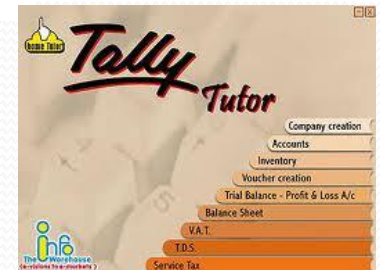 home Tutor
Tally
Tutor
Company creation
Accounts
Inventory
Voucher creation
Trial Balance - Profit & Loss A/c
Balance Sheet
V.A.T.
T.D.S.
Service Tax
The Info
Warehouse